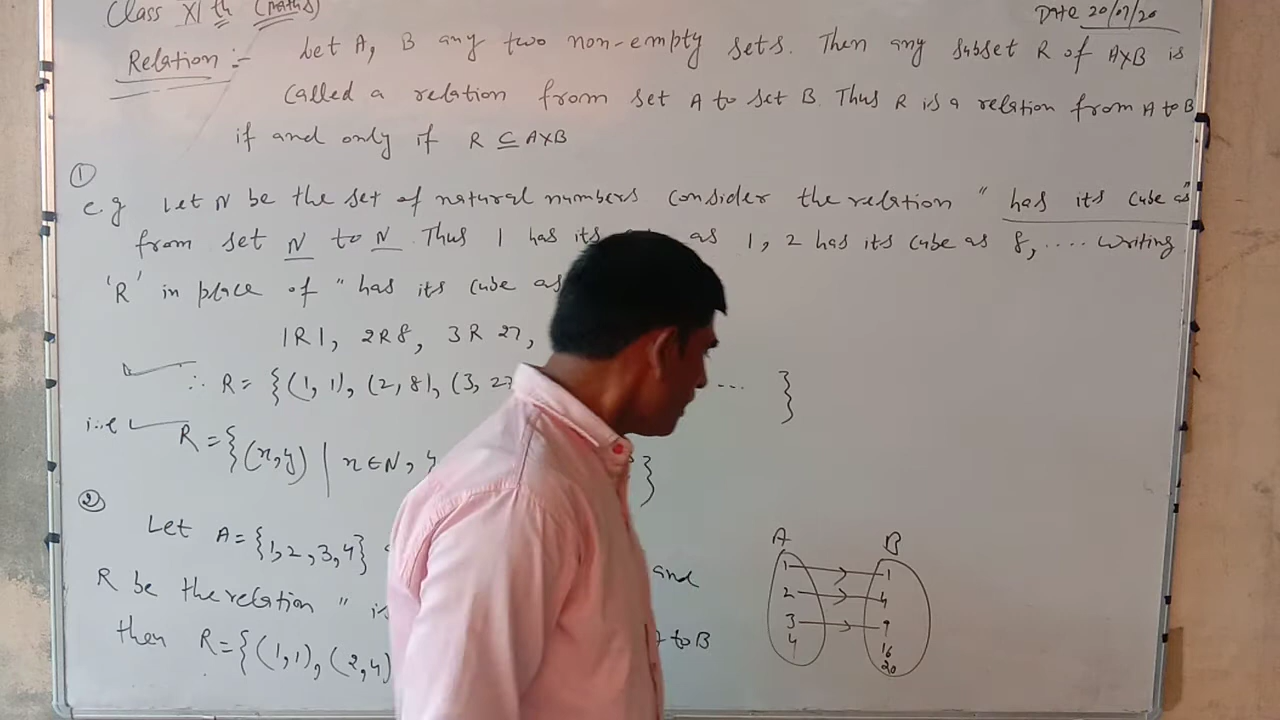 Class XI th (Maths)
Date 20/07/20
Relation :- Let A, B any two non-empty sets. Then any subset R of A×B is
called a relation from set A to set B. Thus R is a relation from A to B
if and only if R ⊆ A×B
①
e.g Let N be the set of natural numbers consider the relation "has its cube as"
from set N to N. Thus 1 has its as 1, 2 has its cube as 8, .... writing
'R' in place of "has its cube as
1R1, 2R8, 3R27,
∴ R = {(1, 1), (2, 8), (3, 27 ... }
i.e R = {(x,y) | x ∈ N, }
②
Let A = {1, 2, 3, 4}
R be the relation " is and
then R = {(1,1), (2,4) to B
A B
1 1
2 4
3 9
4 16
20